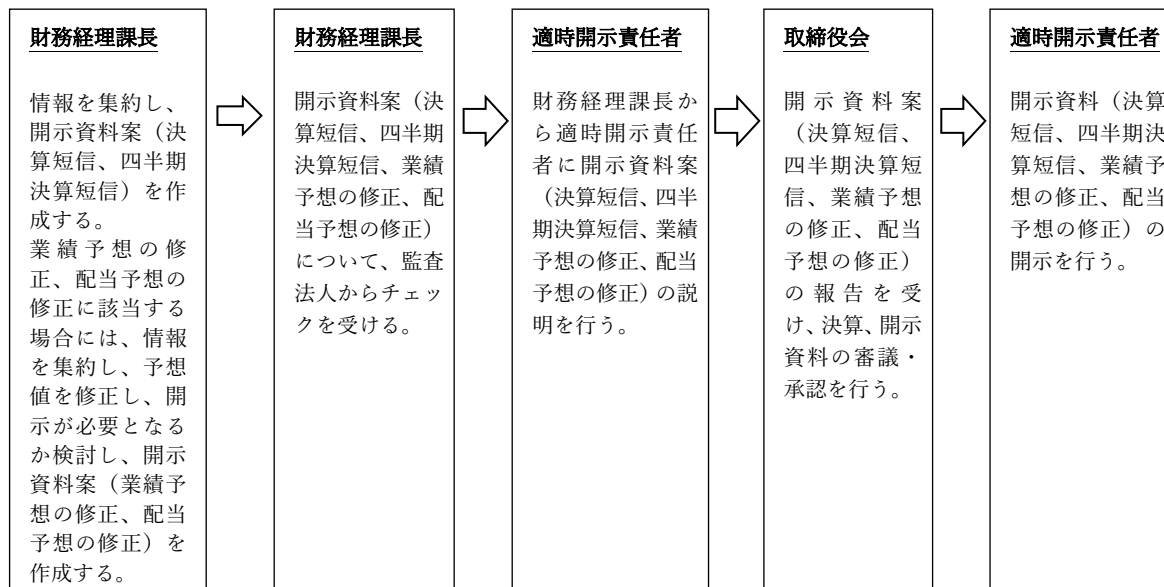 財務経理課長
情報を集約し、
開示資料案（決
算短信、四半期
決算短信）を作
成する。
業績予想の修
正、配当予想の
修正に該当する
場合には、情報
を集約し、予想
値を修正し、開
示が必要となる
か検討し、開示
資料案（業績予
想の修正、配当
予想の修正）を
作成する。
財務経理課長
開示資料案（決
算短信、四半期
決算短信、業績
予想の修正、配
当予想の修正）
について、監査
法人からチェッ
クを受ける。
適時開示責任者
財務経理課長か
ら適時開示責任
者に開示資料案
（決算短信、四半
期決算短信、業績
予想の修正、配当
予想の修正）の説
明を行う。
取締役会
開示資料案
（決算短信、
四半期決算短
信、業績予想
の修正、配当
予想の修正）
の報告を受
け、決算、開示
資料の審議・
承認を行う。
適時開示責任者
開示資料（決算
短信、四半期決
算短信、業績予
想の修正、配当
予想の修正）の
開示を行う。